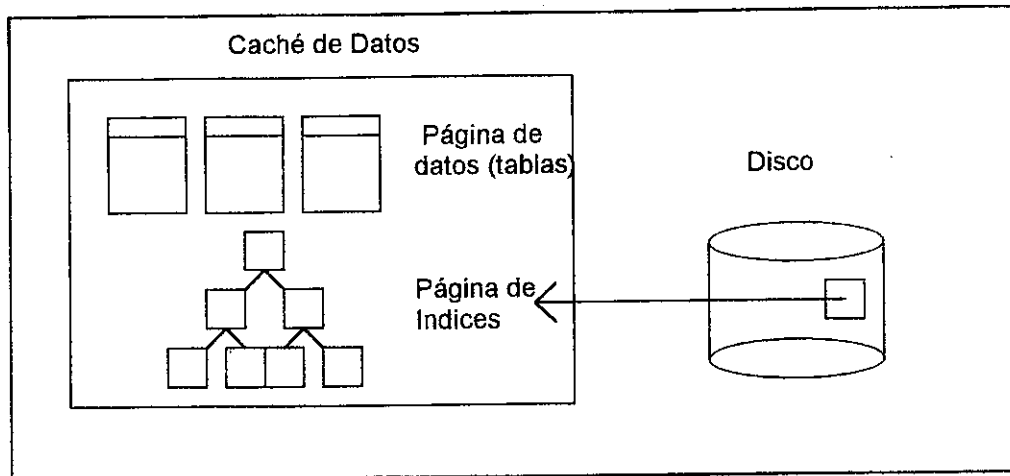 Caché de Datos
Página de
datos (tablas)
Disco
Página de
Indices